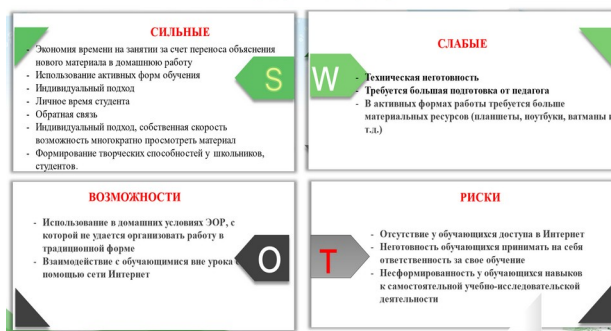 СИЛЬНЫЕ
- Экономия времени на занятии за счет переноса объяснения
нового материала в домашнюю работу
- Использование активных форм обучения
- Индивидуальный подход
- Личное время студента
- Обратная связь
- Индивидуальный подход, собственная скорость
возможность многократно просмотреть материал
- Формирование творческих способностей у школьников,
студентов.
S
СЛАБЫЕ
W
- Техническая неготовность
- Требуется большая подготовка от педагога
- В активных формах работы требуется больше
материальных ресурсов (планшеты, ноутбуки, ватманы и
т.д.)
ВОЗМОЖНОСТИ
- Использование в домашних условиях ЭОР, с
которой не удается организовать работу в
традиционной форме
- Взаимодействие с обучающимися вне урока
помощью сети Интернет
O
РИСКИ
T
- Отсутствие у обучающихся доступа в Интернет
- Неготовность обучающихся принимать на себя
ответственность за свое обучение
- Несформированность у обучающихся навыков
к самостоятельной учебно-исследовательской
деятельности